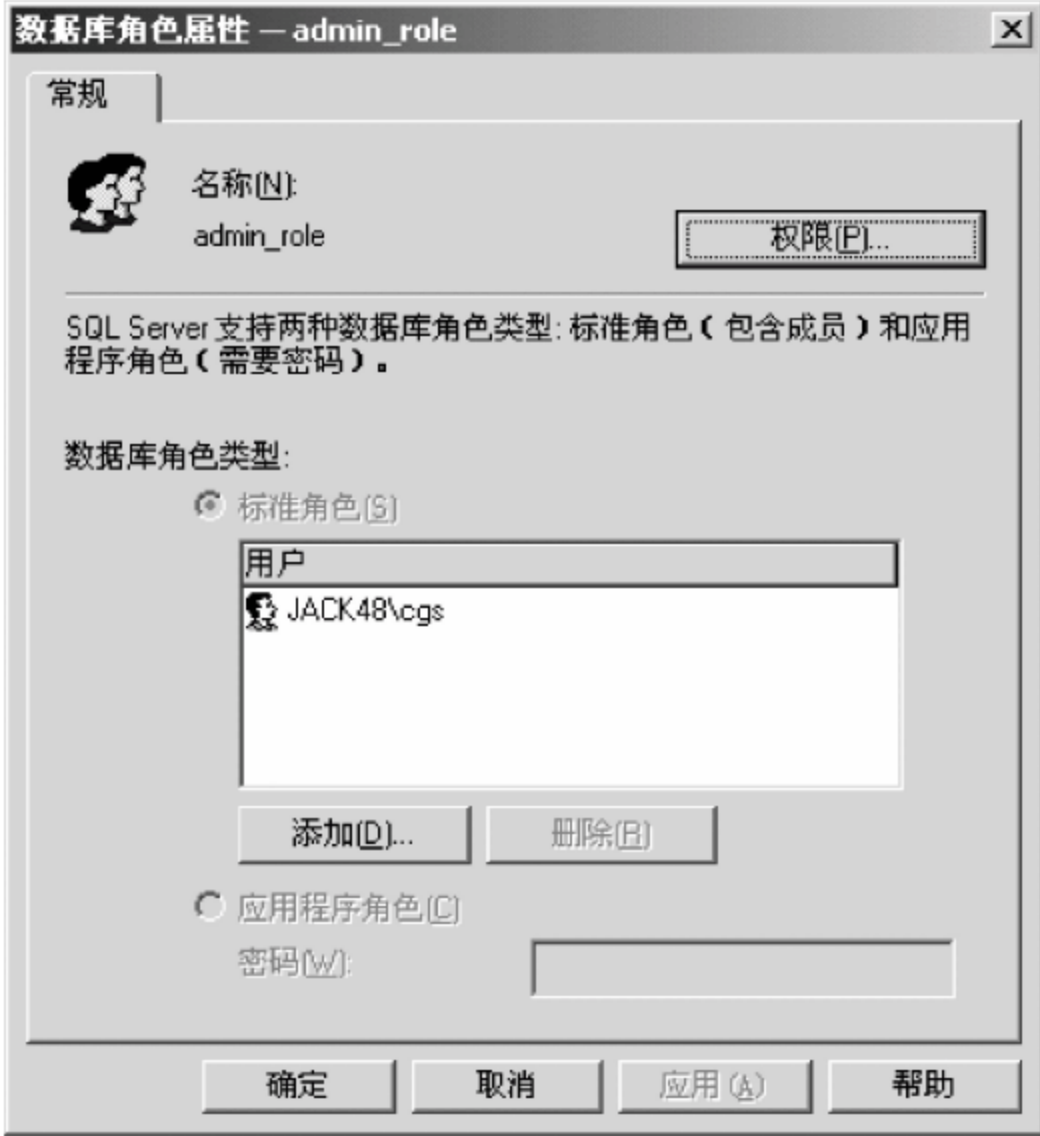 数据库角色属性 — admin_role
常规
名称(N):
admin_role
权限(P)...
SQL Server 支持两种数据库角色类型: 标准角色（包含成员）和应用
程序角色（需要密码）。
数据库角色类型:
标准角色(S)
用户
JACK48\cgs
添加(D)...
删除(R)
应用程序角色(C)
密码(W):
确定
取消
应用(A)
帮助